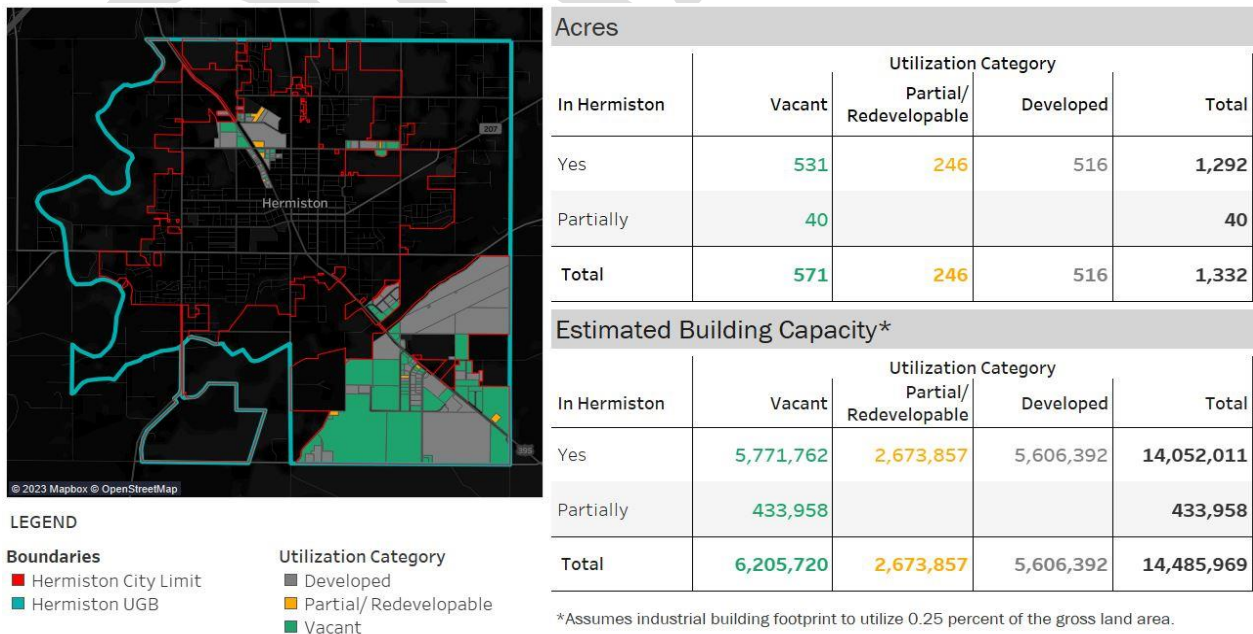 207
Hermiston
395
© 2023 Mapbox © OpenStreetMap
LEGEND
Boundaries
Hermiston City Limit
Hermiston UGB
Utilization Category
Developed
Partial/ Redevelopable
Vacant
Acres
Utilization Category
In Hermiston Vacant Partial/ Redevelopable Developed Total
Yes 531 246 516 1,292
Partially 40 40
Total 571 246 516 1,332
Estimated Building Capacity*
Utilization Category
In Hermiston Vacant Partial/ Redevelopable Developed Total
Yes 5,771,762 2,673,857 5,606,392 14,052,011
Partially 433,958 433,958
Total 6,205,720 2,673,857 5,606,392 14,485,969
*Assumes industrial building footprint to utilize 0.25 percent of the gross land area.